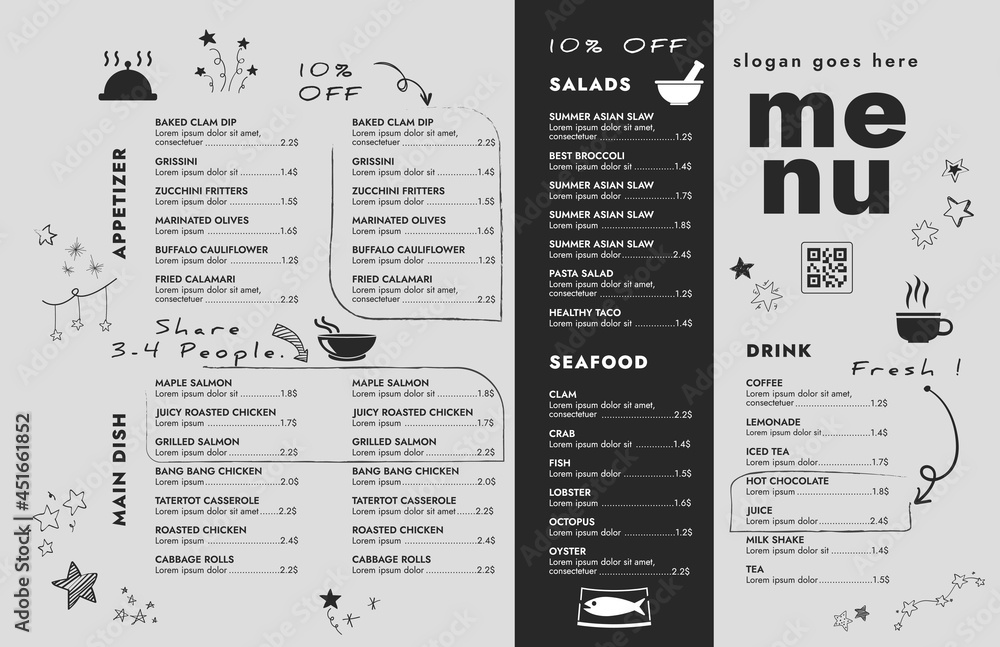 APPETIZER
BAKED CLAM DIP
Lorem ipsum dolor sit amet,
consectetuer ..................2.2$
GRISSINI
Lorem ipsum dolor sit ............1.4$
ZUCCHINI FRITTERS
Lorem ipsum dolor ................1.5$
MARINATED OLIVES
Lorem ipsum ........................1.6$
BUFFALO CAULIFLOWER
Lorem ipsum dolor ................1.2$
FRIED CALAMARI
Lorem ipsum dolor sit amet,
consectetuer ..................2.2$
10%
OFF
BAKED CLAM DIP
Lorem ipsum dolor sit amet,
consectetuer ..................2.2$
GRISSINI
Lorem ipsum dolor sit ............1.4$
ZUCCHINI FRITTERS
Lorem ipsum dolor ................1.5$
MARINATED OLIVES
Lorem ipsum ........................1.6$
BUFFALO CAULIFLOWER
Lorem ipsum dolor ................1.2$
FRIED CALAMARI
Lorem ipsum dolor sit amet,
consectetuer ..................2.2$
Share
3-4 People.
MAIN DISH
MAPLE SALMON
Lorem ipsum dolor sit ............1.8$
JUICY ROASTED CHICKEN
Lorem ipsum ........................1.7$
GRILLED SALMON
Lorem ipsum dolor ................2.2$
BANG BANG CHICKEN
Lorem ipsum ........................2.0$
TATERTOT CASSEROLE
Lorem ipsum dolor sit amet ......2.2$
ROASTED CHICKEN
Lorem ipsum ........................2.4$
CABBAGE ROLLS
Lorem ipsum dolor ................2.2$
MAPLE SALMON
Lorem ipsum dolor sit ............1.8$
JUICY ROASTED CHICKEN
Lorem ipsum ........................1.7$
GRILLED SALMON
Lorem ipsum dolor ................2.2$
BANG BANG CHICKEN
Lorem ipsum ........................2.0$
TATERTOT CASSEROLE
Lorem ipsum dolor sit amet ......2.2$
ROASTED CHICKEN
Lorem ipsum ........................2.4$
CABBAGE ROLLS
Lorem ipsum dolor ................2.2$
10% OFF
SALADS
SUMMER ASIAN SLAW
Lorem ipsum dolor sit amet,
consectetuer ..................1.2$
BEST BROCCOLI
Lorem ipsum dolor sit ............1.4$
SUMMER ASIAN SLAW
Lorem ipsum dolor ................1.7$
SUMMER ASIAN SLAW
Lorem ipsum ........................1.8$
SUMMER ASIAN SLAW
Lorem ipsum dolor ................2.4$
PASTA SALAD
Lorem ipsum dolor sit amet,
consectetuer ..................1.2$
HEALTHY TACO
Lorem ipsum dolor sit ............1.4$
SEAFOOD
CLAM
Lorem ipsum dolor sit amet,
consectetuer ..................2.2$
CRAB
Lorem ipsum dolor sit ............1.4$
FISH
Lorem ipsum dolor ................1.5$
LOBSTER
Lorem ipsum ........................1.6$
OCTOPUS
Lorem ipsum dolor ................1.2$
OYSTER
Lorem ipsum dolor sit amet,
consectetuer ..................2.2$
slogan goes here
me
nu
DRINK
Fresh !
COFFEE
Lorem ipsum dolor sit amet,
consectetuer ..................1.2$
LEMONADE
Lorem ipsum dolor sit ............1.4$
ICED TEA
Lorem ipsum ........................1.7$
HOT CHOCOLATE
Lorem ipsum ........................1.8$
JUICE
Lorem ipsum dolor ................2.4$
MILK SHAKE
Lorem ipsum dolor sit ............1.4$
TEA
Lorem ipsum dolor ................1.5$
Adobe Stock | #451661852